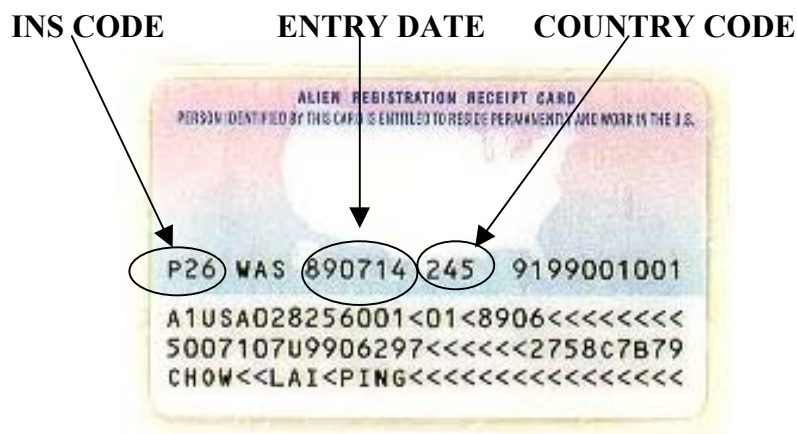 INS CODE ENTRY DATE COUNTRY CODE
ALIEN REGISTRATION RECEIPT CARD
PERSON IDENTIFIED BY THIS CARD IS ENTITLED TO RESIDE PERMANENTLY AND WORK IN THE U.S.
P26 WAS 890714 245 9199001001
A1USA028256001<01<8906<<<<<<<<
5007107U9906297<<<<<<2758C7B79
CHOW<<LAI<PING<<<<<<<<<<<<<<<<